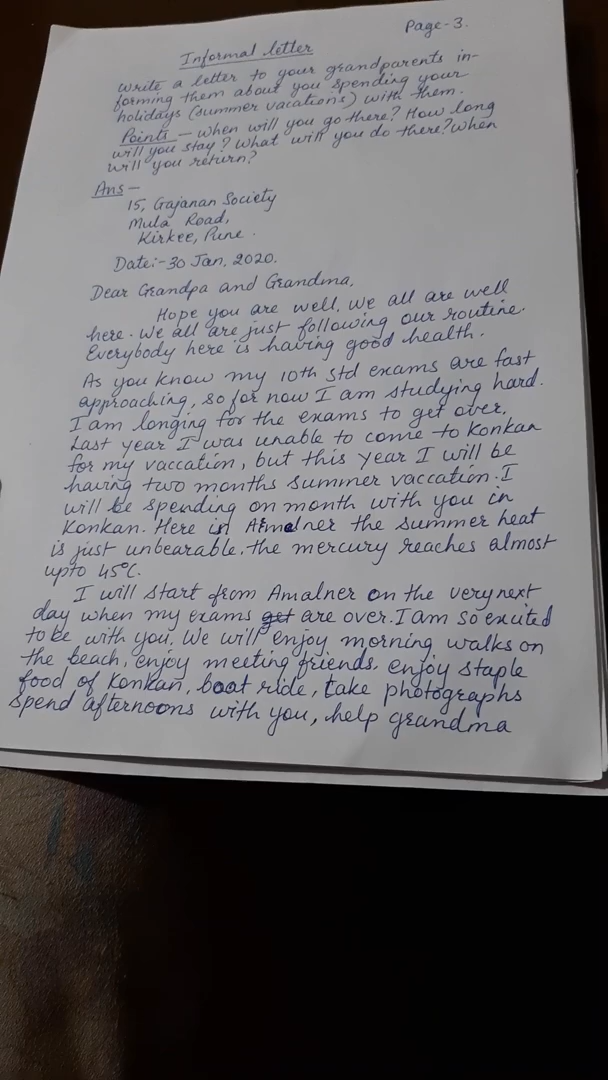 Page-3.
Informal letter
Write a letter to your grandparents in-
forming them about you spending your
holidays (summer vacations) with them.
Points - When will you go there? How long
will you stay? What will you do there? When
will you return?
Ans -
15, Gajanan Society
Mula Road,
Kirkee, Pune.
Date:- 30 Jan, 2020.
Dear Grandpa and Grandma,
Hope you are well. We all are well
here. We all are just following our routine.
Everybody here is having good health.
As you know my 10th std exams are fast
approaching, so for now I am studying hard.
I am longing for the exams to get over.
Last year I was unable to come to Konkan
for my vaccation, but this year I will be
having two months summer vaccation. I
will be spending on month with you in
Konkan. Here in Amalner the summer heat
is just unbearable. the mercury reaches almost
upto 45°C.
I will start from Amalner on the very next
day when my exams get are over. I am so excited
to be with you. We will enjoy morning walks on
the beach, enjoy meeting friends, enjoy staple
food of Konkan, boat ride, take photographs
spend afternoons with you, help grandma